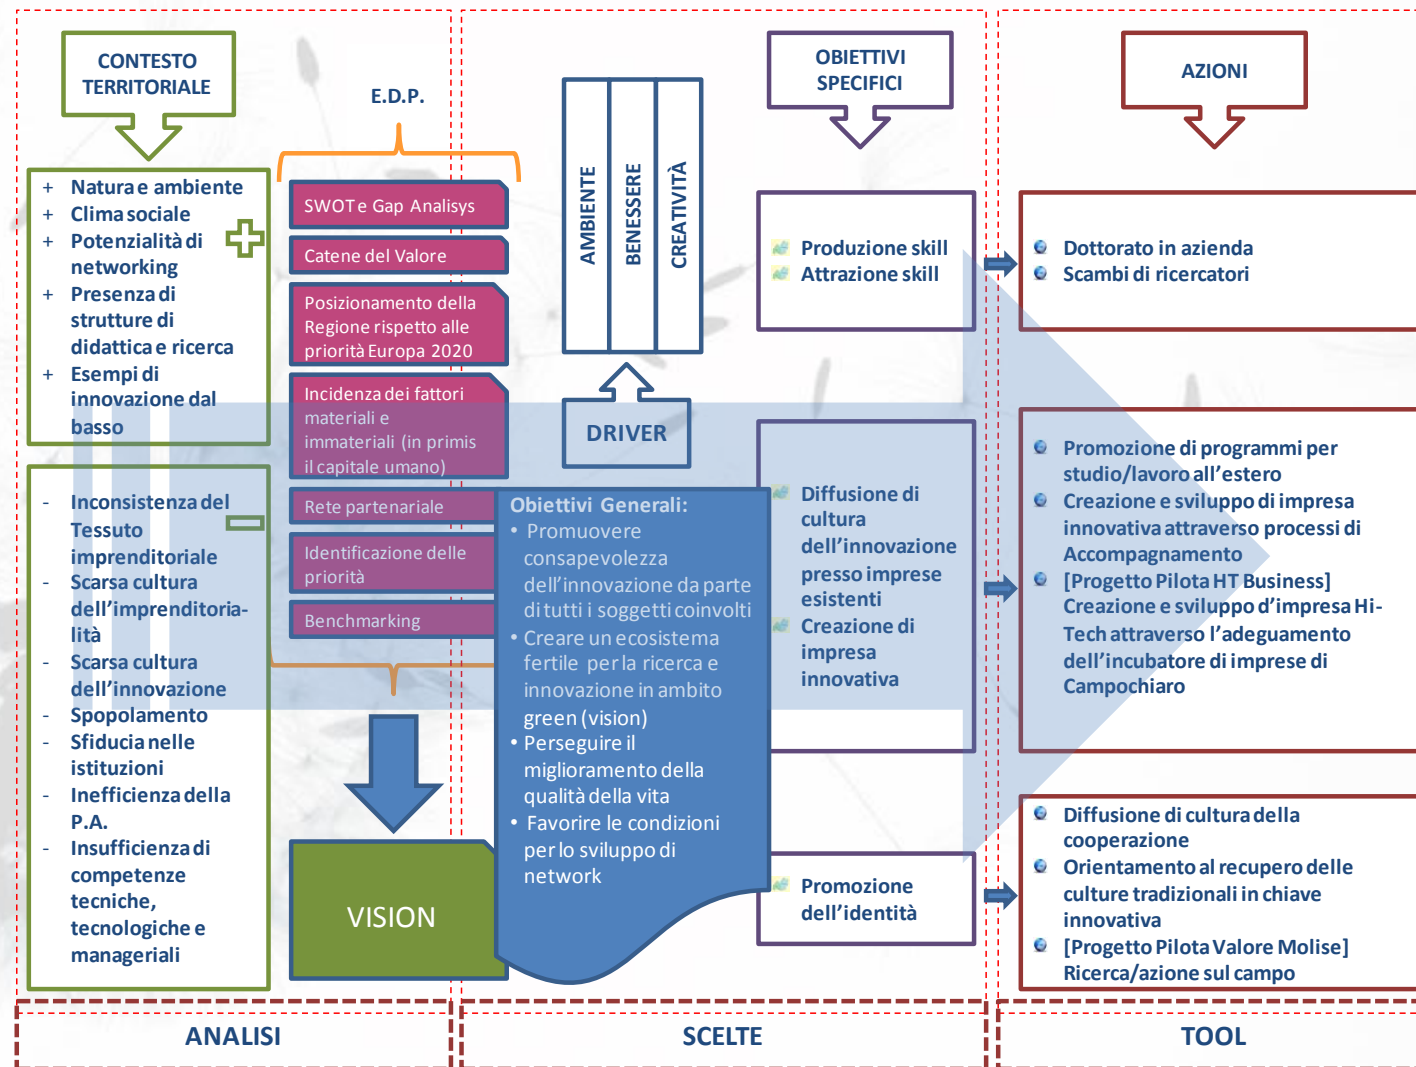 CONTESTO
TERRITORIALE
+ Natura e ambiente
+ Clima sociale
+ Potenzialità di
networking
+ Presenza di
strutture di
didattica e ricerca
+ Esempi di
innovazione dal
basso
- Inconsistenza del
Tessuto
imprenditoriale
- Scarsa cultura
dell'imprenditoria-
lità
- Scarsa cultura
dell'innovazione
- Spopolamento
- Sfiducia nelle
istituzioni
- Inefficienza della
P.A.
- Insufficienza di
competenze
tecniche,
tecnologiche e
manageriali
E.D.P.
SWOT e Gap Analisys
Catene del Valore
Posizionamento della
Regione rispetto alle
priorità Europa 2020
Incidenza dei fattori
materiali e
immateriali (in primis
il capitale umano)
Rete partenariale
Identificazione delle
priorità
Benchmarking
VISION
AMBIENTE
BENESSERE
CREATIVITÀ
DRIVER
Obiettivi Generali:
• Promuovere
consapevolezza
dell'innovazione da parte
di tutti i soggetti coinvolti
• Creare un ecosistema
fertile per la ricerca e
innovazione in ambito
green (vision)
• Perseguire il
miglioramento della
qualità della vita
• Favorire le condizioni
per lo sviluppo di
network
OBIETTIVI
SPECIFICI
Produzione skill
Attrazione skill
Diffusione di
cultura
dell'innovazione
presso imprese
esistenti
Creazione di
impresa
innovativa
Promozione
dell'identità
AZIONI
Dottorato in azienda
Scambi di ricercatori
Promozione di programmi per
studio/lavoro all'estero
Creazione e sviluppo di impresa
innovativa attraverso processi di
Accompagnamento
[Progetto Pilota HT Business]
Creazione e sviluppo d'impresa Hi-
Tech attraverso l'adeguamento
dell'incubatore di imprese di
Campochiaro
Diffusione di cultura della
cooperazione
Orientamento al recupero delle
culture tradizionali in chiave
innovativa
[Progetto Pilota Valore Molise]
Ricerca/azione sul campo
ANALISI
SCELTE
TOOL